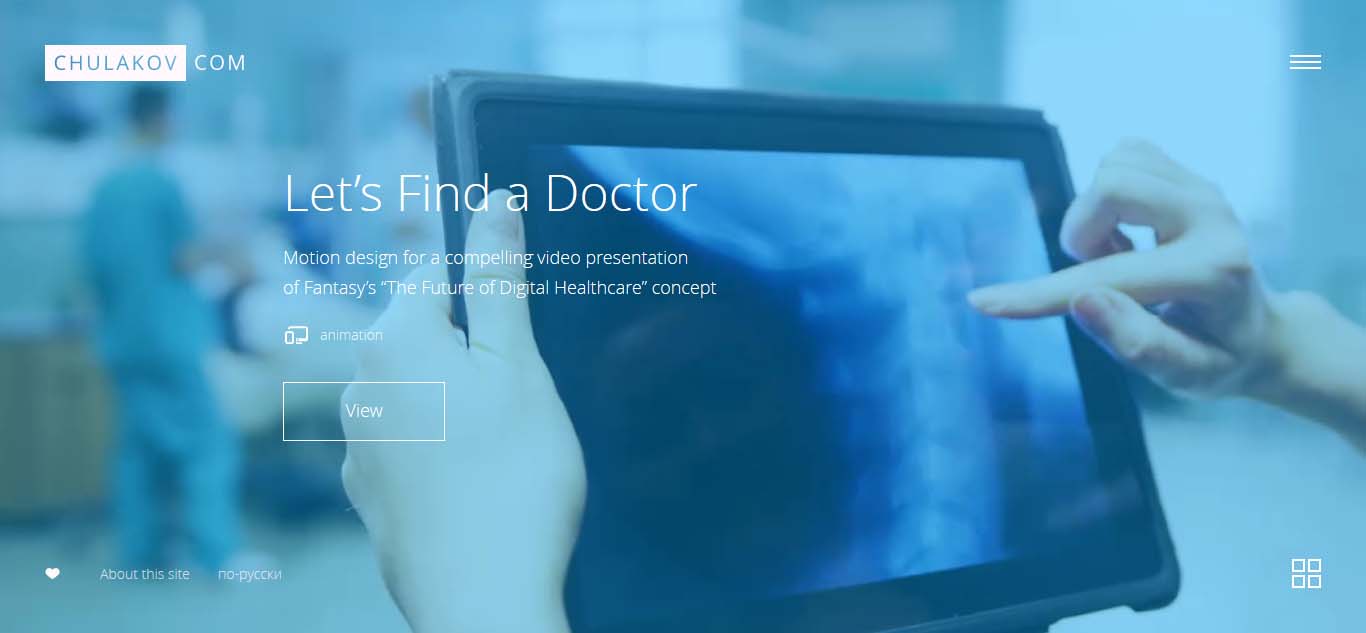 CHULAKOV COM
Let’s Find a Doctor
Motion design for a compelling video presentation
of Fantasy’s “The Future of Digital Healthcare” concept
animation
View
About this site по-русски